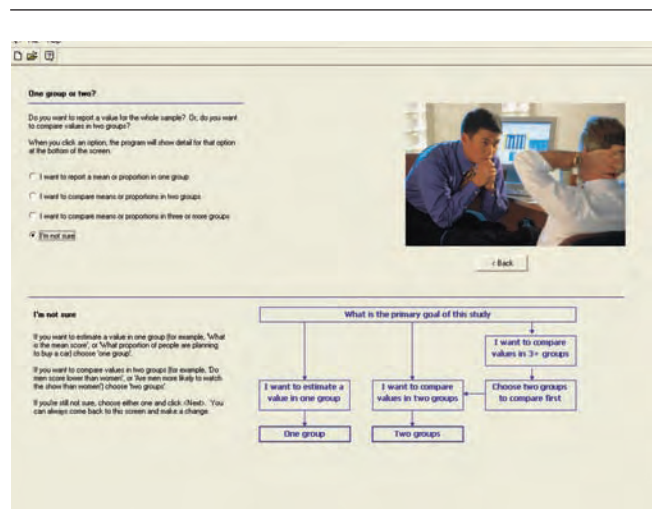 One group or two?
Do you want to report a value for the whole sample? Or, do you want
to compare values in two groups?
When you click an option, the program will show detail for that option
at the bottom of the screen.
I want to report a mean or proportion in one group
I want to compare means or proportions in two groups
I want to compare means or proportions in three or more groups
I'm not sure
< Back
I'm not sure
If you want to estimate a value in one group (for example, 'What
is the mean score', or 'What proportion of people are planning
to buy a car) choose 'one group'.
If you want to compare values in two groups (for example, 'Do
men score lower than women', or 'Are men more likely to watch
the show than women') choose 'two groups'.
If you're still not sure, choose either one and click <Next>. You
can always come back to this screen and make a change.
What is the primary goal of this study
I want to compare
values in 3+ groups
I want to estimate a
value in one group
I want to compare
values in two groups
Choose two groups
to compare first
One group
Two groups